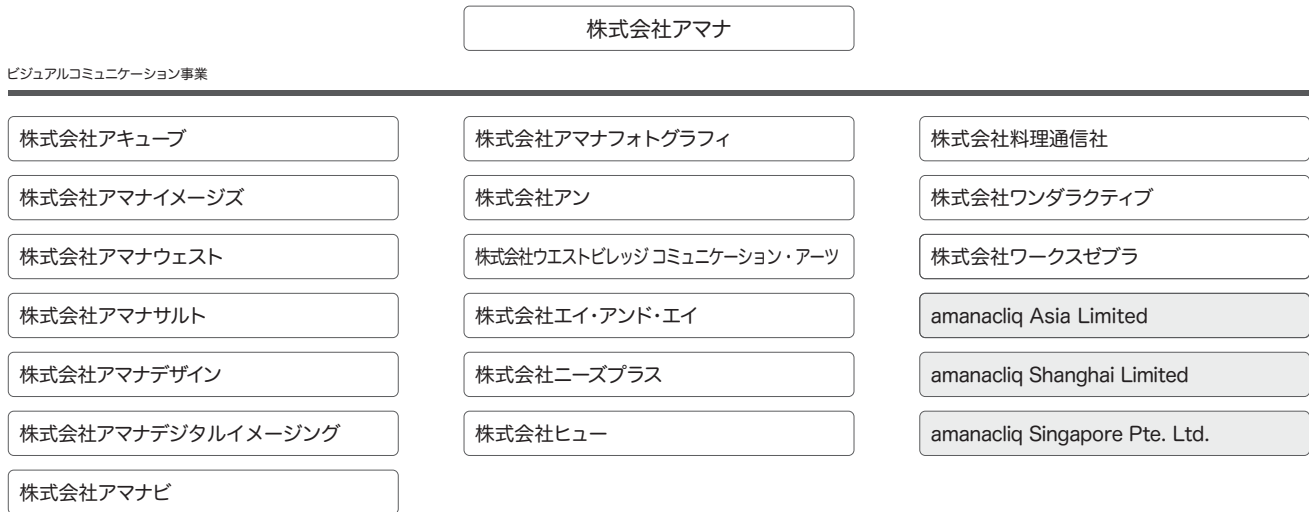 株式会社アマナ
ビジュアルコミュニケーション事業
株式会社アキューブ
株式会社アマナイメージズ
株式会社アマナウェスト
株式会社アマナサルト
株式会社アマナデザイン
株式会社アマナデジタルイメージング
株式会社アマナビ
株式会社アマナフォトグラフィ
株式会社アン
株式会社ウエストビレッジ コミュニケーション・アーツ
株式会社エイ・アンド・エイ
株式会社ニーズプラス
株式会社ヒュー
株式会社料理通信社
株式会社ワンダラクティブ
株式会社ワークスゼブラ
amanacliq Asia Limited
amanacliq Shanghai Limited
amanacliq Singapore Pte. Ltd.